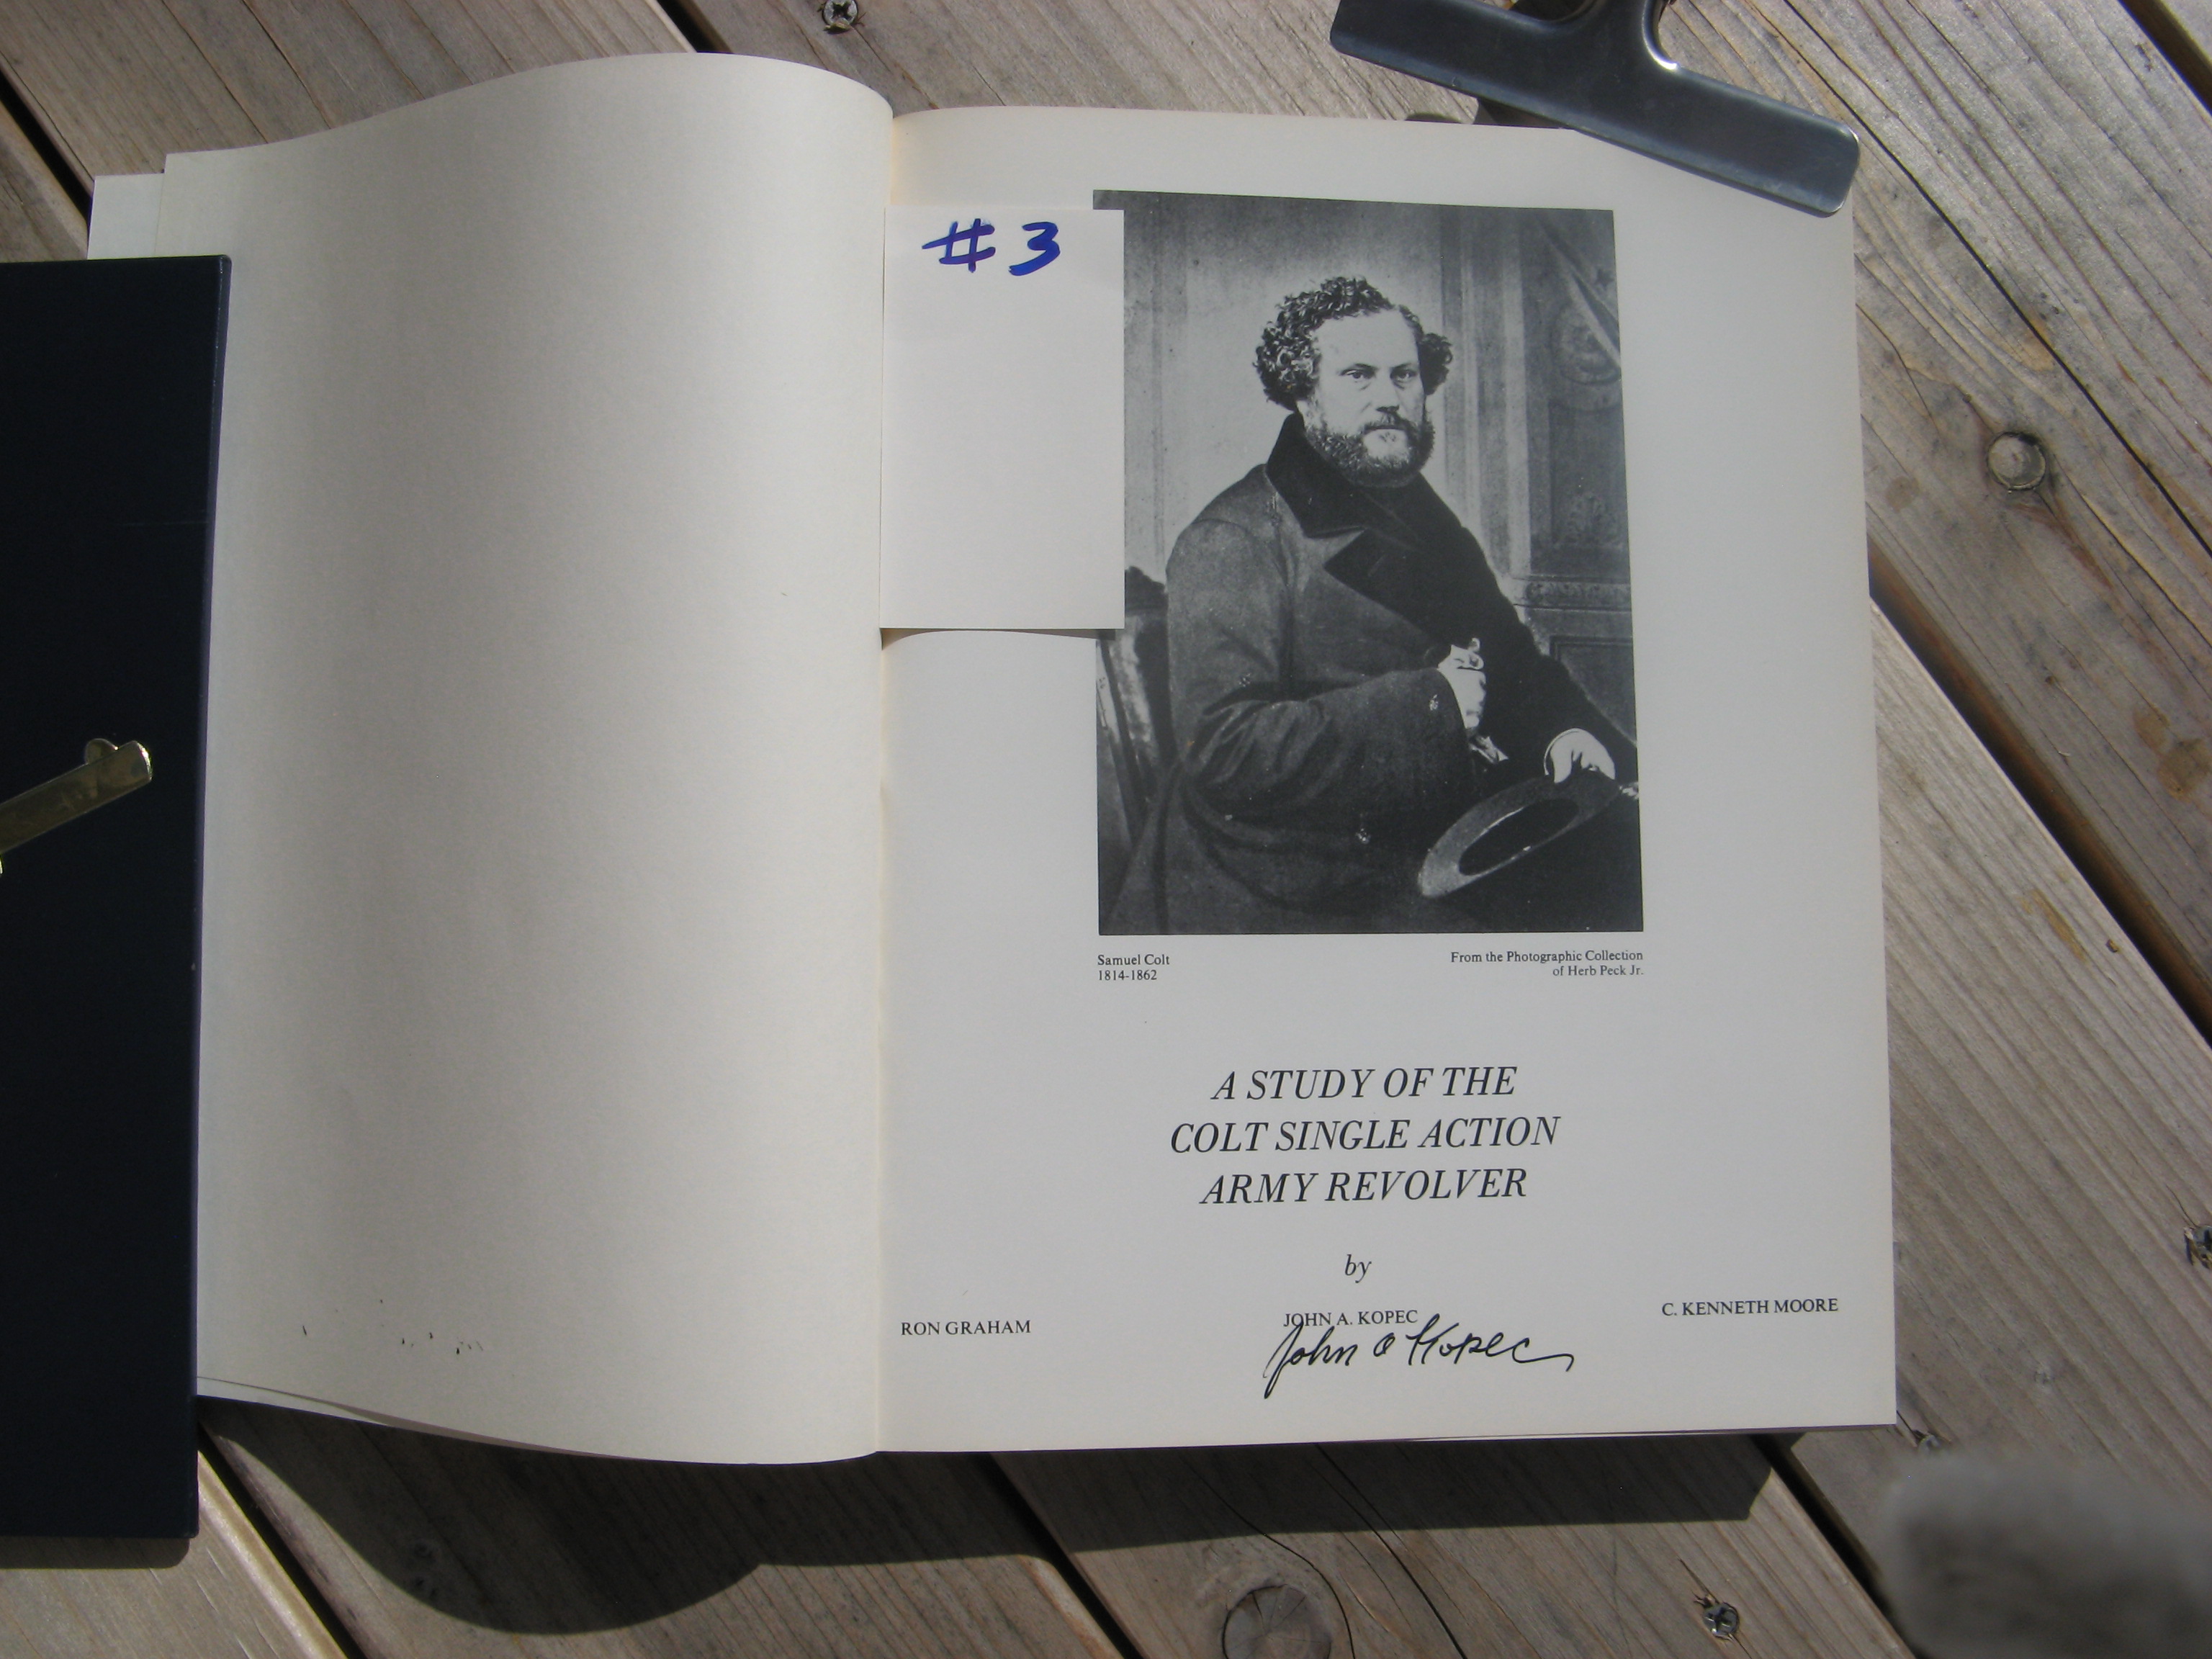 #3
Samuel Colt
1814-1862
From the Photographic Collection
of Herb Peck Jr.
A STUDY OF THE
COLT SINGLE ACTION
ARMY REVOLVER
by
RON GRAHAM
JOHN A. KOPEC
C. KENNETH MOORE
John A Kopec